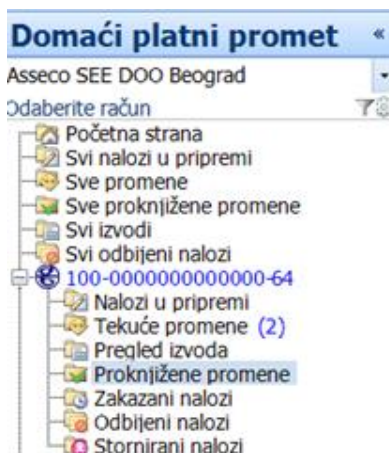 Domaći platni promet «
Asseco SEE DOO Beograd
Odaberite račun
Početna strana
Svi nalozi u pripremi
Sve promene
Sve proknjižene promene
Svi izvodi
Svi odbijeni nalozi
100-0000000000000-64
Nalozi u pripremi
Tekuće promene (2)
Pregled izvoda
Proknjižene promene
Zakazani nalozi
Odbijeni nalozi
Stornirani nalozi